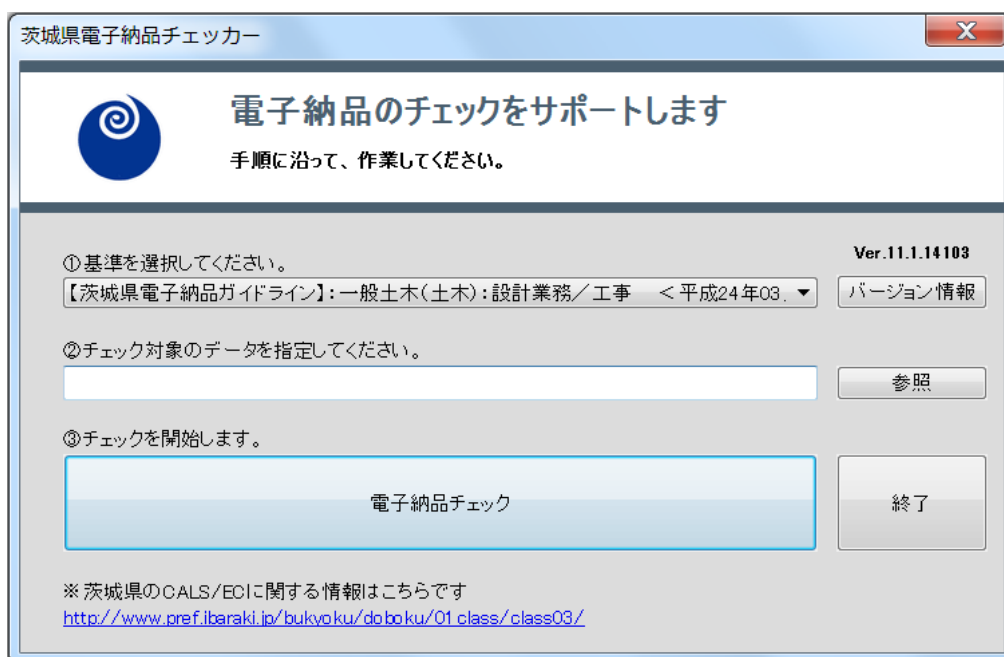 茨城県電子納品チェッカー
電子納品のチェックをサポートします
手順に沿って、作業してください。
Ver.11.1.14103
①基準を選択してください。
【茨城県電子納品ガイドライン】:一般土木(土木):設計業務/工事 <平成24年03.
バージョン情報
②チェック対象のデータを指定してください。
参照
③チェックを開始します。
電子納品チェック
終了
※茨城県のCALS/ECIに関する情報はこちらです
http://www.pref.ibaraki.jp/bukyoku/doboku/01class/class03/